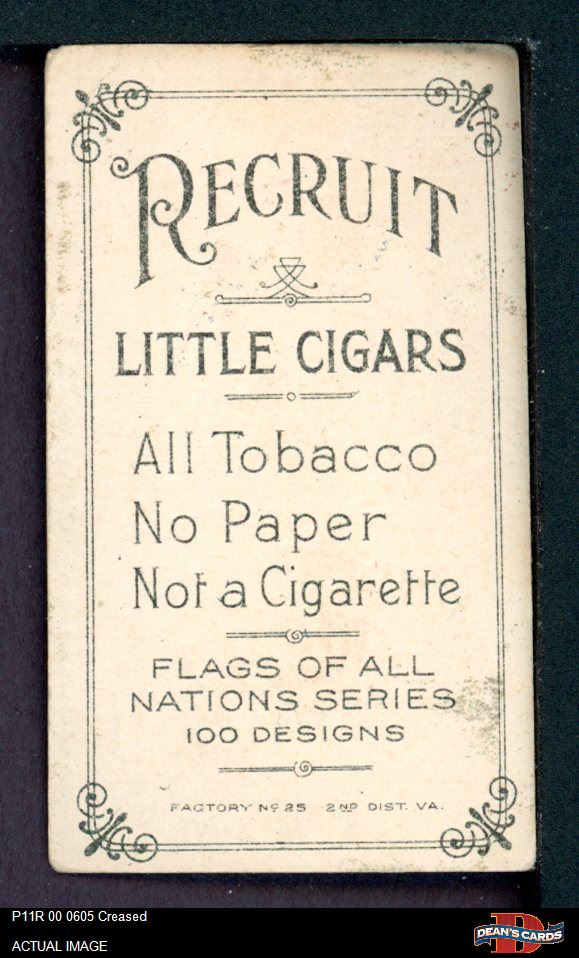 RECRUIT
LITTLE CIGARS
All Tobacco
No Paper
Not a Cigarette
FLAGS OF ALL
NATIONS SERIES
100 DESIGNS
FACTORY Nº 25 2ND DIST. VA.
P11R 00 0605 Creased
ACTUAL IMAGE
D
DEAN'S CARDS